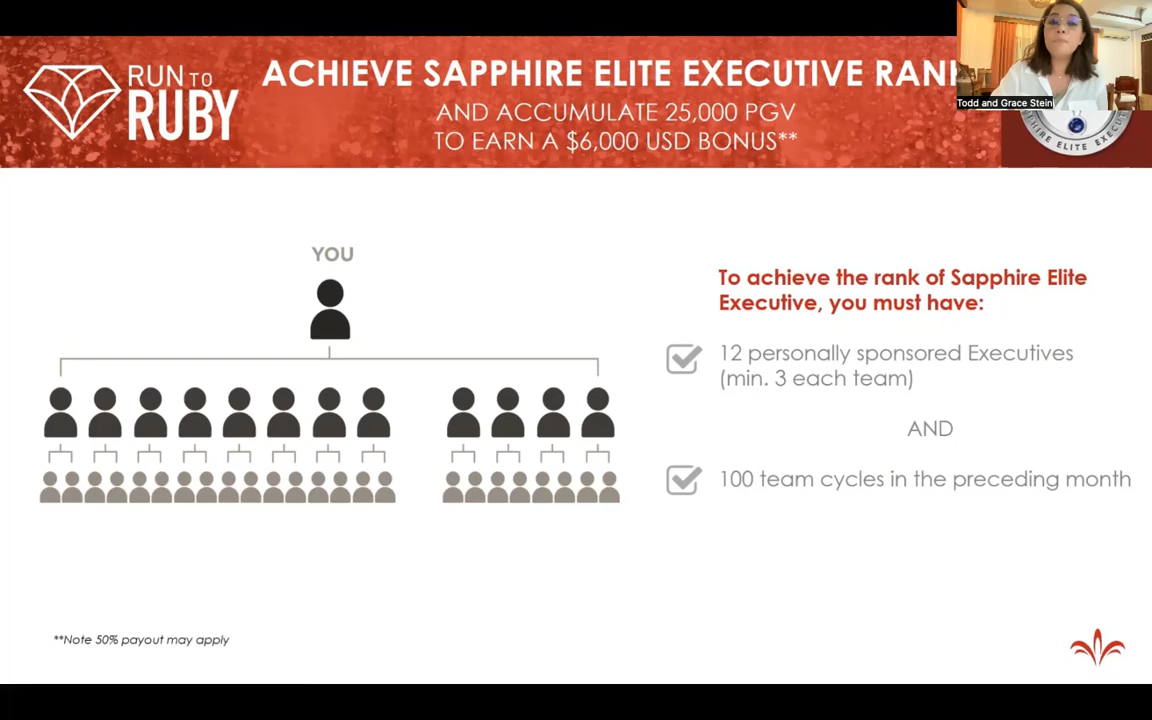 RUN TO
RUBY
ACHIEVE SAPPHIRE ELITE EXECUTIVE
AND ACCUMULATE 25,000 PGV
TO EARN A $6,000 USD BONUS**
Todd and Grace Stein
ELITE
YOU
To achieve the rank of Sapphire Elite
Executive, you must have:
12 personally sponsored Executives
(min. 3 each team)
AND
100 team cycles in the preceding month
**Note 50% payout may apply